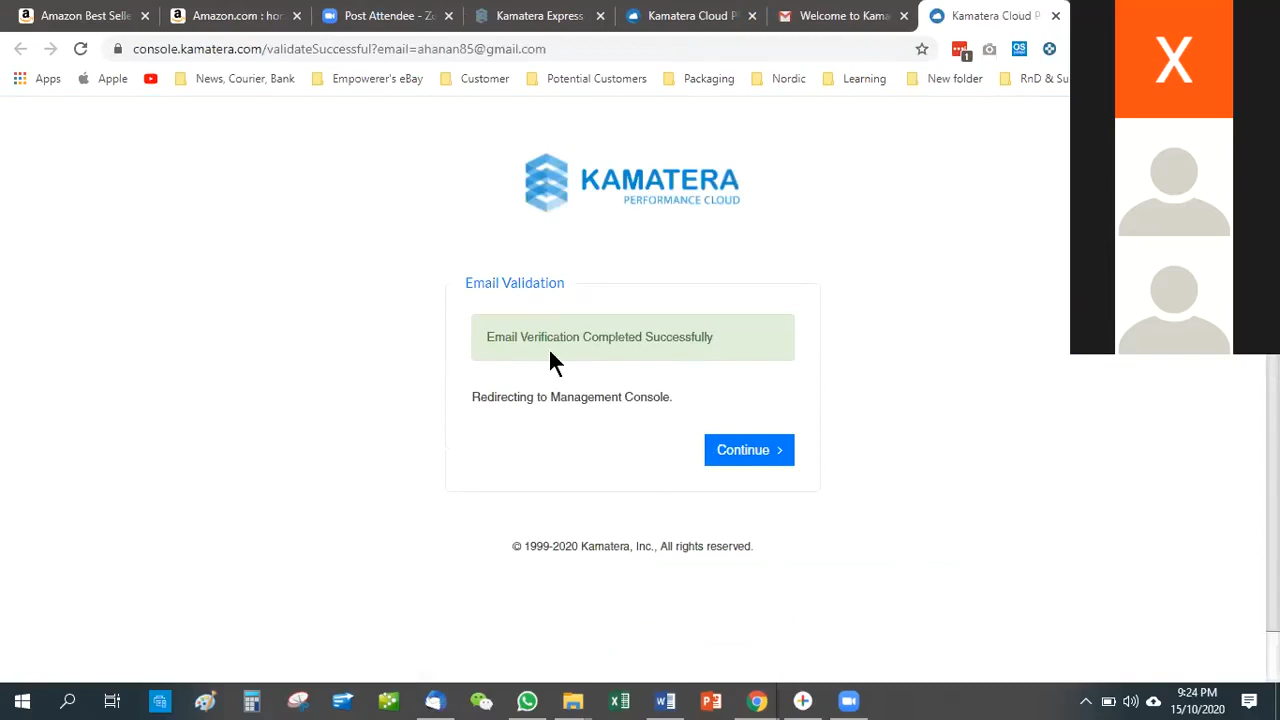 Amazon Best Selle
Amazon.com : hor
Post Attendee - Zo
Kamatera Express
Kamatera Cloud P
Welcome to Kama
Kamatera Cloud P
console.kamatera.com/validateSuccessful?email=ahanan85@gmail.com
1
QS
Apps
Apple
News, Courier, Bank
Empowerer's eBay
Customer
Potential Customers
Packaging
Nordic
Learning
New folder
RnD & Su
X
KAMATERA
PERFORMANCE CLOUD
Email Validation
Email Verification Completed Successfully
Redirecting to Management Console.
Continue >
© 1999-2020 Kamatera, Inc., All rights reserved.
9:24 PM
15/10/2020